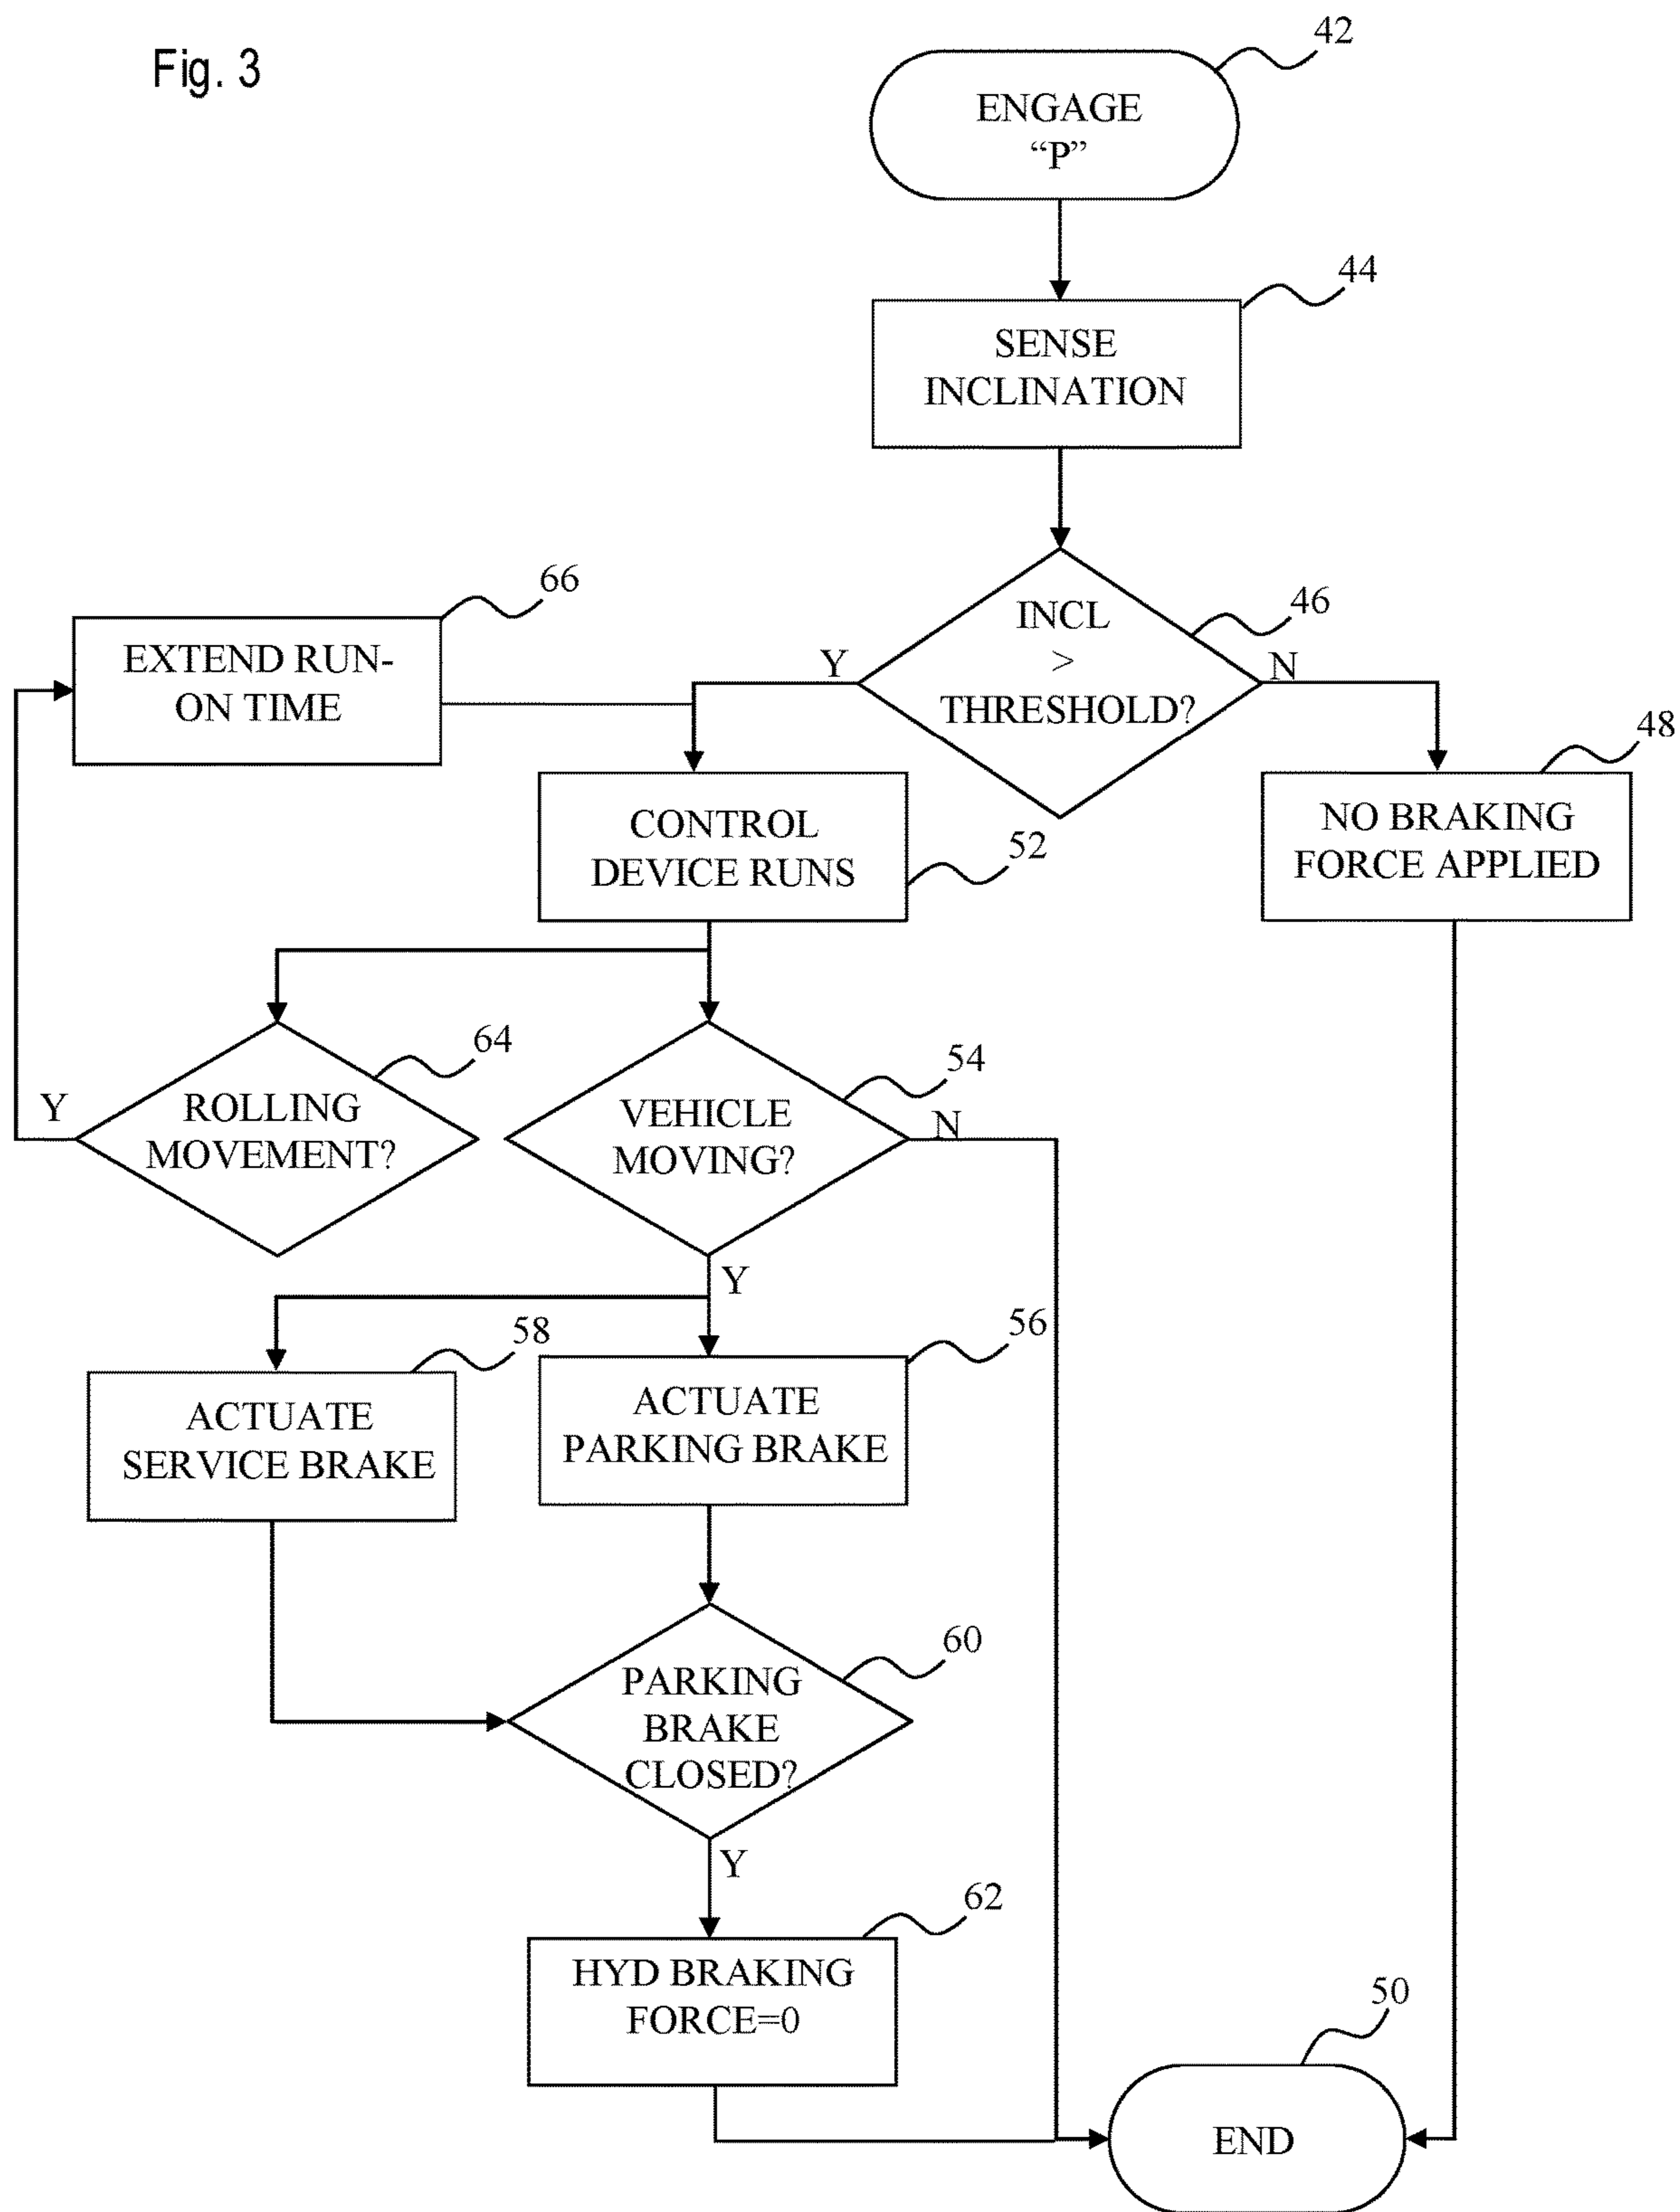 Fig. 3
42
ENGAGE
“P”
44
SENSE
INCLINATION
66
EXTEND RUN-
ON TIME
46
INCL
>
THRESHOLD?
Y
N
48
NO BRAKING
FORCE APPLIED
CONTROL
DEVICE RUNS
52
64
ROLLING
MOVEMENT?
Y
54
VEHICLE
MOVING?
N
Y
58
ACTUATE
SERVICE BRAKE
56
ACTUATE
PARKING BRAKE
60
PARKING
BRAKE
CLOSED?
Y
62
HYD BRAKING
FORCE=0
50
END